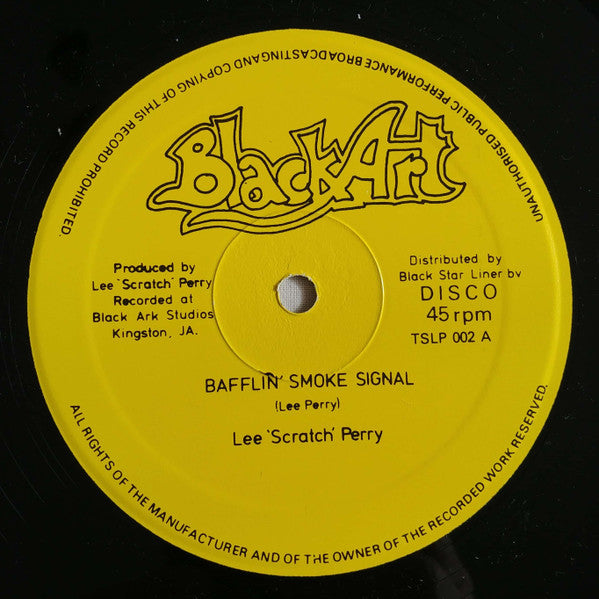 UNAUTHORISED PUBLIC PERFORMANCE BROADCASTING AND COPYING OF THIS RECORD PROHIBITED.
Black Art
Produced by
Lee 'Scratch' Perry
Recorded at
Black Ark Studios
Kingston, JA.
Distributed by
Black Star Liner bv
DISCO
45 rpm
TSLP 002 A
BAFFLIN' SMOKE SIGNAL
(Lee Perry)
Lee 'Scratch' Perry
ALL RIGHTS OF THE MANUFACTURER AND OF THE OWNER OF THE RECORDED WORK RESERVED.